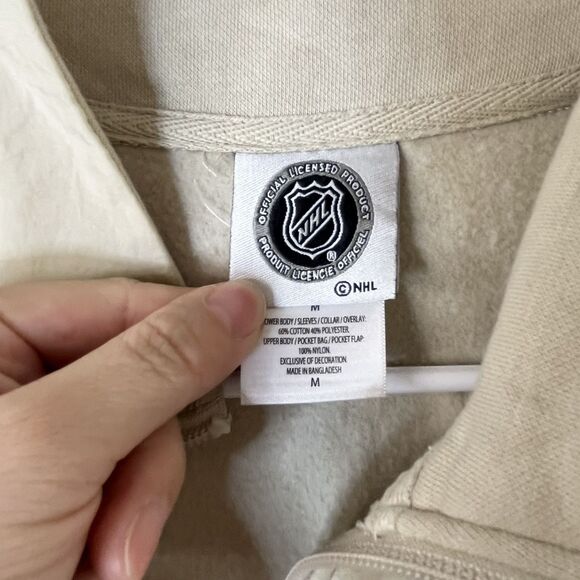 OFFICIAL LICENSED PRODUCT
NHL
®
PRODUIT LICENCIÉ OFFICIEL
© NHL
M
LOWER BODY / SLEEVES / COLLAR / OVERLAY:
60% COTTON 40% POLYESTER.
UPPER BODY / POCKET BAG / POCKET FLAP:
100% NYLON.
EXCLUSIVE OF DECORATION.
MADE IN BANGLADESH
M